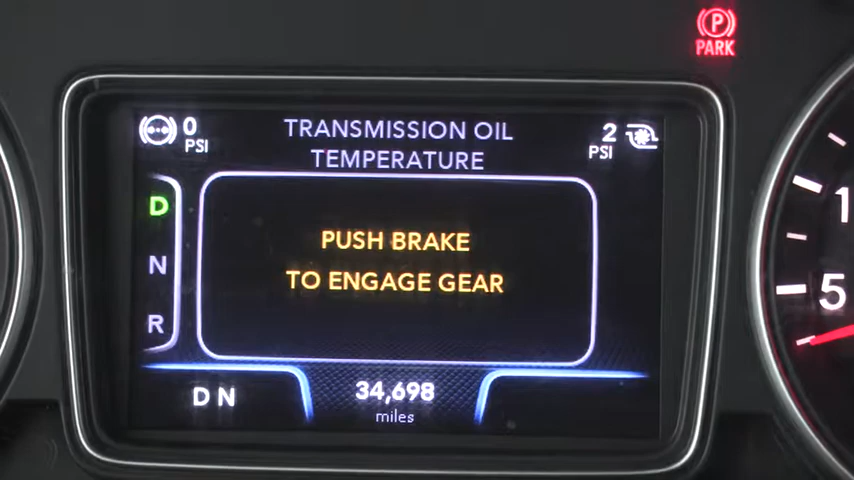 P
PARK
0
PSI
TRANSMISSION OIL
TEMPERATURE
2
PSI
D
N
R
PUSH BRAKE
TO ENGAGE GEAR
D N
34,698
miles
1
5